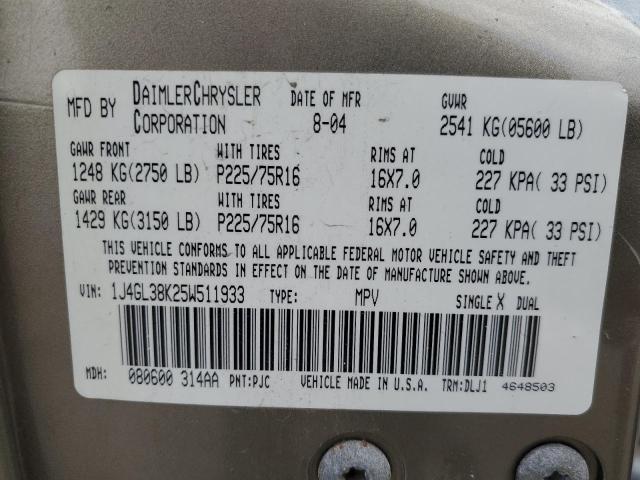 MFD BY DAIMLERCHRYSLER CORPORATION DATE OF MFR 8-04 GVWR 2541 KG(05600 LB)
GAWR FRONT WITH TIRES RIMS AT COLD
1248 KG(2750 LB) P225/75R16 16X7.0 227 KPA( 33 PSI)
GAWR REAR WITH TIRES RIMS AT COLD
1429 KG(3150 LB) P225/75R16 16X7.0 227 KPA( 33 PSI)
THIS VEHICLE CONFORMS TO ALL APPLICABLE FEDERAL MOTOR VEHICLE SAFETY AND THEFT
PREVENTION STANDARDS IN EFFECT ON THE DATE OF MANUFACTURE SHOWN ABOVE.
VIN: 1J4GL38K25W511933 TYPE: MPV SINGLE X DUAL
MDH: 080600 314AA PNT:PJC VEHICLE MADE IN U.S.A. TRM:DLJ1 4648503